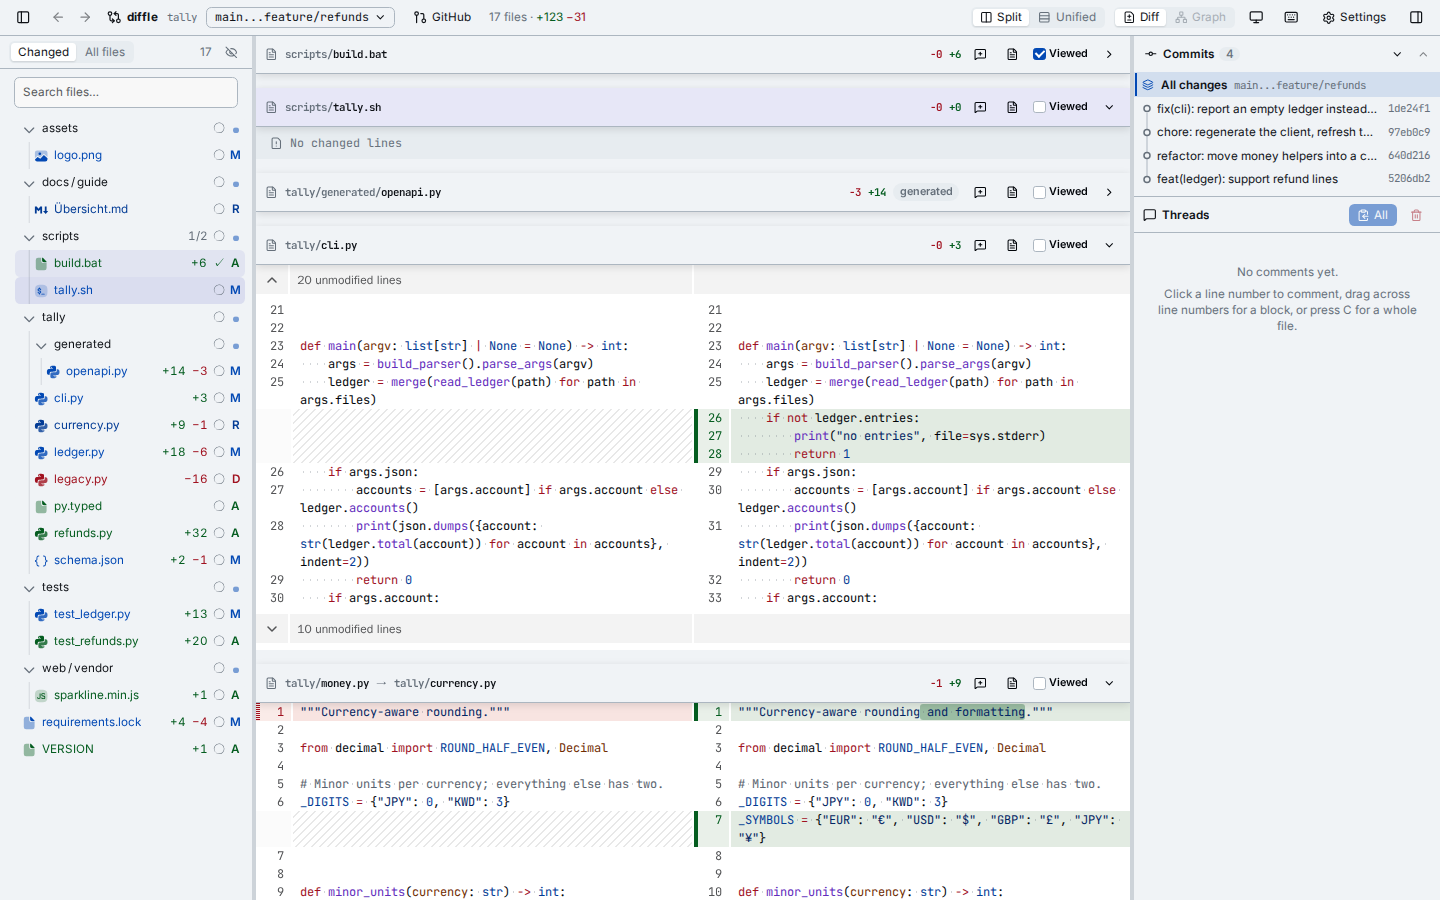 diffle tally main...feature/refunds GitHub 17 files · +123 −31 Split Unified Diff Graph Settings
Changed All files 17
Search files...
assets
logo.png M
docs / guide
Übersicht.md R
scripts 1/2
build.bat +6 ✓ A
tally.sh M
tally
generated
openapi.py +14 −3 M
cli.py +3 M
currency.py +9 −1 R
ledger.py +18 −6 M
legacy.py −16 D
py.typed A
refunds.py +32 A
schema.json +2 −1 M
tests
test_ledger.py +13 M
test_refunds.py +20 A
web / vendor
sparkline.min.js +1 A
requirements.lock +4 −4 M
VERSION +1 A
scripts/build.bat -0 +6 Viewed
scripts/tally.sh -0 +0 Viewed
No changed lines
tally/generated/openapi.py -3 +14 generated Viewed
tally/cli.py -0 +3 Viewed
20 unmodified lines
21
22
23 def main(argv: list[str] | None = None) -> int:
24 args = build_parser().parse_args(argv)
25 ledger = merge(read_ledger(path) for path in
args.files)
26 if args.json:
27 accounts = [args.account] if args.account else
ledger.accounts()
28 print(json.dumps({account:
str(ledger.total(account)) for account in accounts},
indent=2))
29 return 0
30 if args.account:
21
22
23 def main(argv: list[str] | None = None) -> int:
24 args = build_parser().parse_args(argv)
25 ledger = merge(read_ledger(path) for path in
args.files)
26 if not ledger.entries:
27 print("no entries", file=sys.stderr)
28 return 1
29 if args.json:
30 accounts = [args.account] if args.account else
ledger.accounts()
31 print(json.dumps({account:
str(ledger.total(account)) for account in accounts},
indent=2))
32 return 0
33 if args.account:
10 unmodified lines
tally/money.py → tally/currency.py -1 +9 Viewed
1 """Currency-aware rounding."""
2
3 from decimal import ROUND_HALF_EVEN, Decimal
4
5 # Minor units per currency; everything else has two.
6 _DIGITS = {"JPY": 0, "KWD": 3}
7
8
9 def minor_units(currency: str) -> int:
1 """Currency-aware rounding and formatting."""
2
3 from decimal import ROUND_HALF_EVEN, Decimal
4
5 # Minor units per currency; everything else has two.
6 _DIGITS = {"JPY": 0, "KWD": 3}
7 _SYMBOLS = {"EUR": "€", "USD": "$", "GBP": "£", "JPY":
"¥"}
8
9
10 def minor_units(currency: str) -> int:
Commits 4
All changes main...feature/refunds
fix(cli): report an empty ledger instead... 1de24f1
chore: regenerate the client, refresh t... 97eb0c9
refactor: move money helpers into a c... 640d216
feat(ledger): support refund lines 5206db2
Threads All
No comments yet.
Click a line number to comment, drag across
line numbers for a block, or press C for a whole
file.